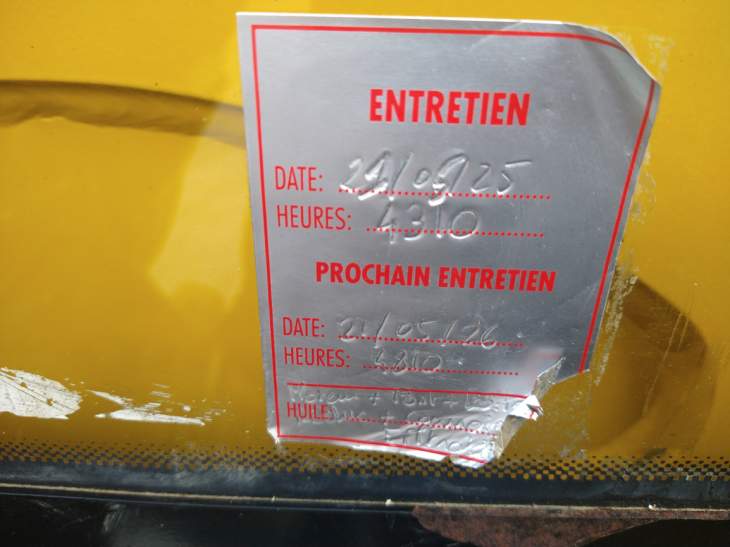 ENTRETIEN
DATE: 21/05/25
HEURES: 4310
PROCHAIN ENTRETIEN
DATE: 21/05/26
HEURES: 4810
HUILE: